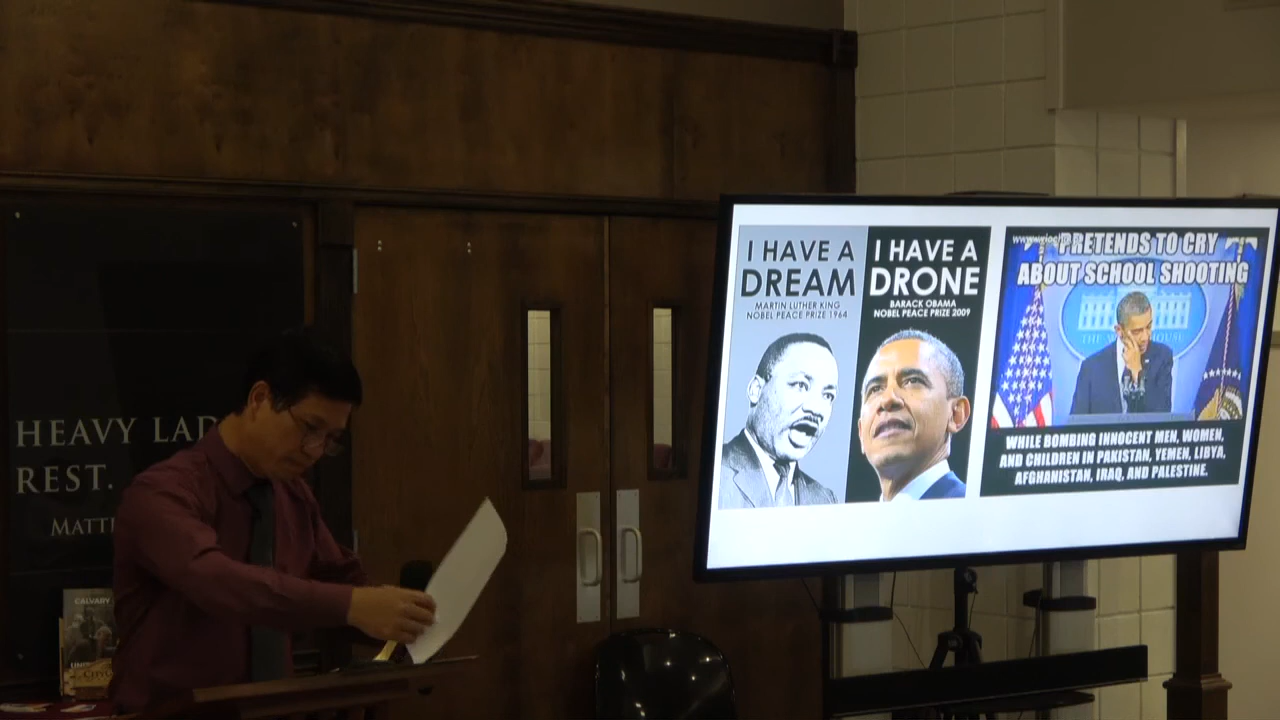 HEAVY LAD
REST.
MATT
CALVARY
I HAVE A
DREAM
MARTIN LUTHER KING
NOBEL PEACE PRIZE 1964
I HAVE A
DRONE
BARACK OBAMA
NOBEL PEACE PRIZE 2009
PRETENDS TO CRY
ABOUT SCHOOL SHOOTING
WHILE BOMBING INNOCENT MEN, WOMEN,
AND CHILDREN IN PAKISTAN, YEMEN, LIBYA,
AFGHANISTAN, IRAQ, AND PALESTINE.